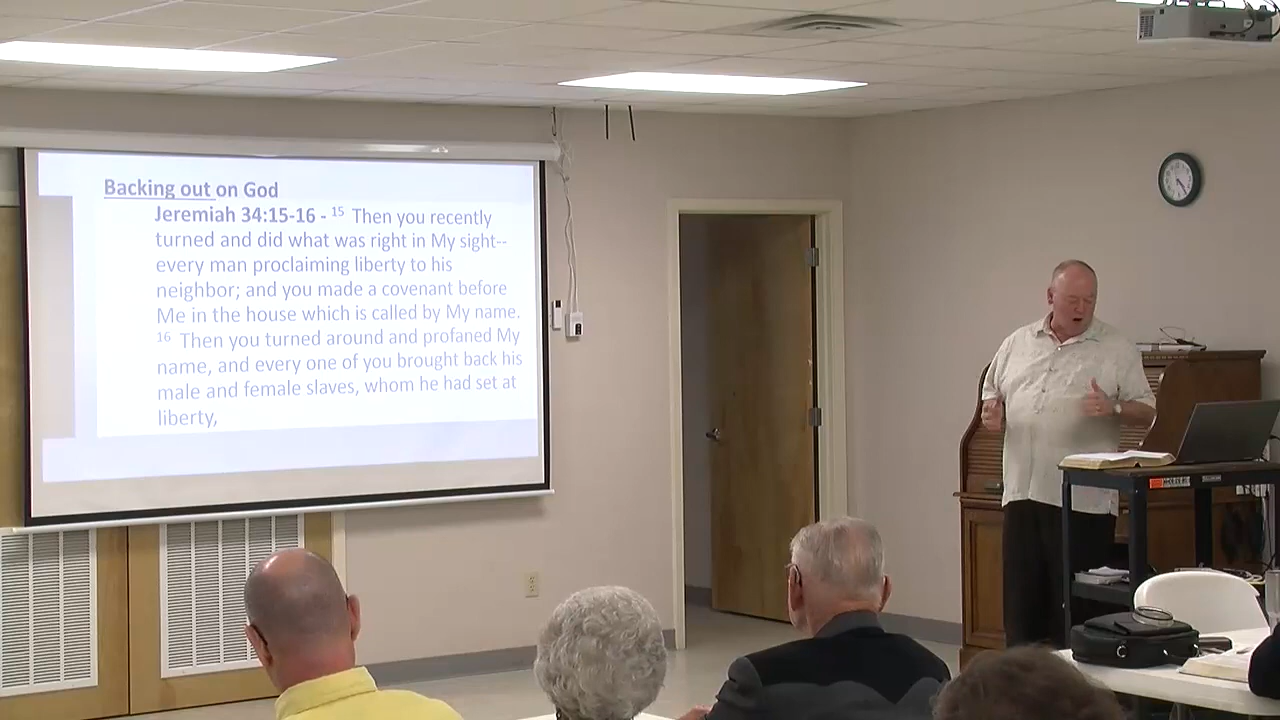 Backing out on God
Jeremiah 34:15-16 - 15 Then you recently
turned and did what was right in My sight--
every man proclaiming liberty to his
neighbor; and you made a covenant before
Me in the house which is called by My name.
16 Then you turned around and profaned My
name, and every one of you brought back his
male and female slaves, whom he had set at
liberty,